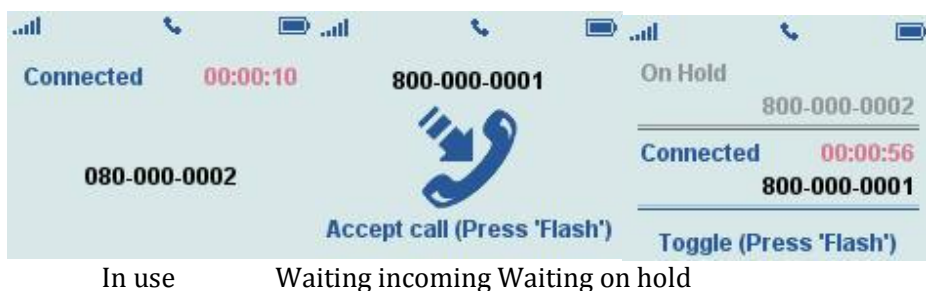 Connected 00:00:10
080-000-0002
800-000-0001
Accept call (Press 'Flash')
On Hold
800-000-0002
Connected 00:00:56
800-000-0001
Toggle (Press 'Flash')
In use Waiting incoming Waiting on hold